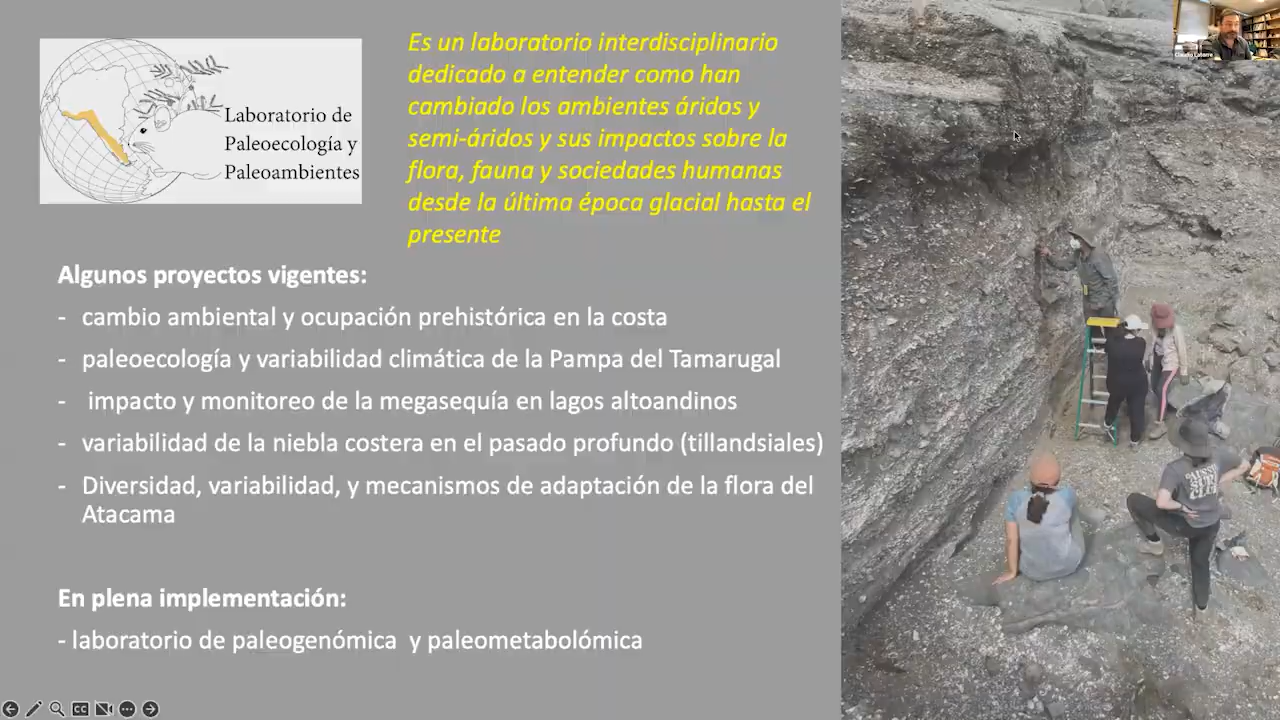 Laboratorio de
Paleoecología y
Paleoambientes
Es un laboratorio interdisciplinario
dedicado a entender como han
cambiado los ambientes áridos y
semi-áridos y sus impactos sobre la
flora, fauna y sociedades humanas
desde la última época glacial hasta el
presente
Algunos proyectos vigentes:
- cambio ambiental y ocupación prehistórica en la costa
- paleoecología y variabilidad climática de la Pampa del Tamarugal
- impacto y monitoreo de la megasequía en lagos altoandinos
- variabilidad de la niebla costera en el pasado profundo (tillandsiales)
- Diversidad, variabilidad, y mecanismos de adaptación de la flora del
Atacama
En plena implementación:
- laboratorio de paleogenómica y paleometabolómica
Claudio Latorre
CC